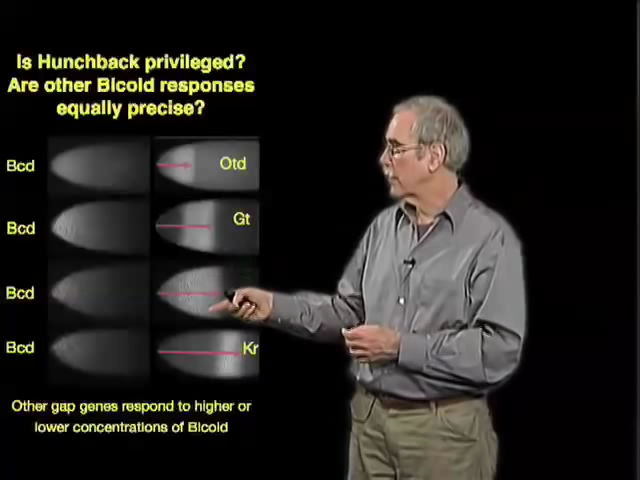 Is Hunchback privileged?
Are other Bicoid responses
equally precise?
Bcd
Otd
Bcd
Gt
Bcd
Bcd
Kr
Other gap genes respond to higher or
lower concentrations of Bicoid